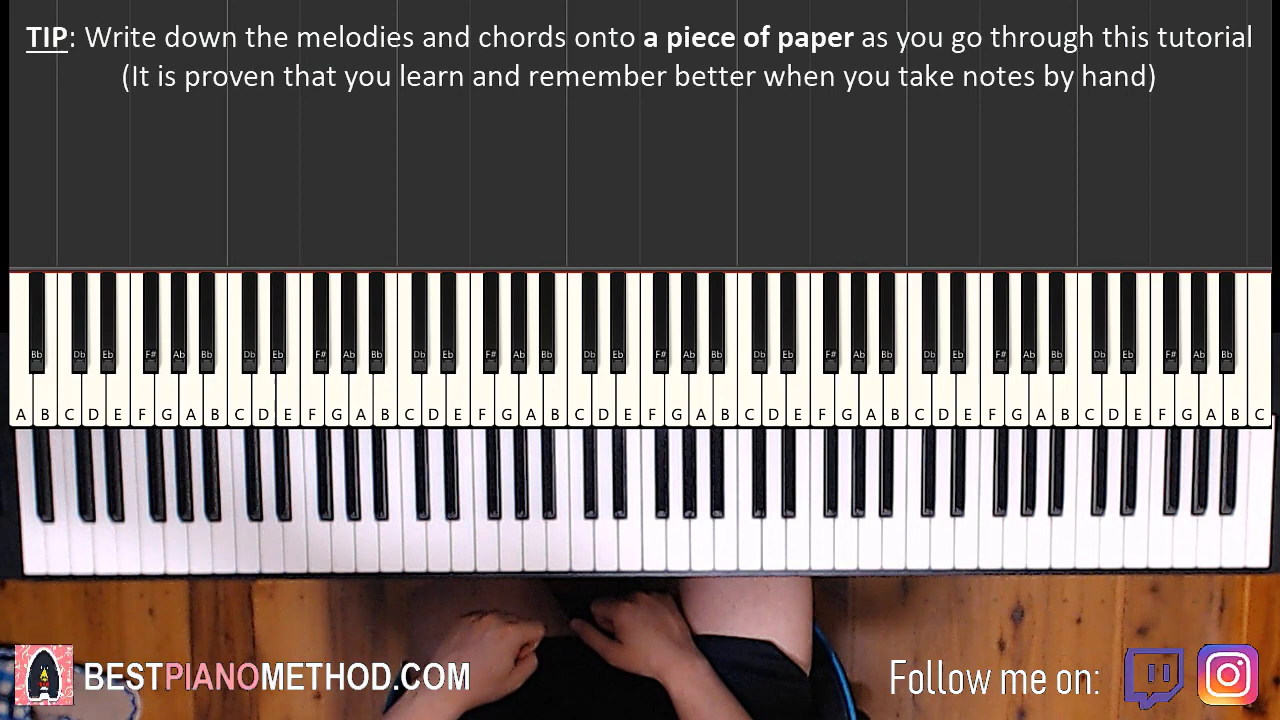 TIP: Write down the melodies and chords onto a piece of paper as you go through this tutorial
(It is proven that you learn and remember better when you take notes by hand)
Bb Db Eb F# Ab Bb Db Eb F# Ab Bb Db Eb F# Ab Bb Db Eb F# Ab Bb Db Eb F# Ab Bb Db Eb F# Ab Bb Db Eb F# Ab Bb
A B C D E F G A B C D E F G A B C D E F G A B C D E F G A B C D E F G A B C D E F G A B C D E F G A B C
BESTPIANOMETHOD.COM
Follow me on: